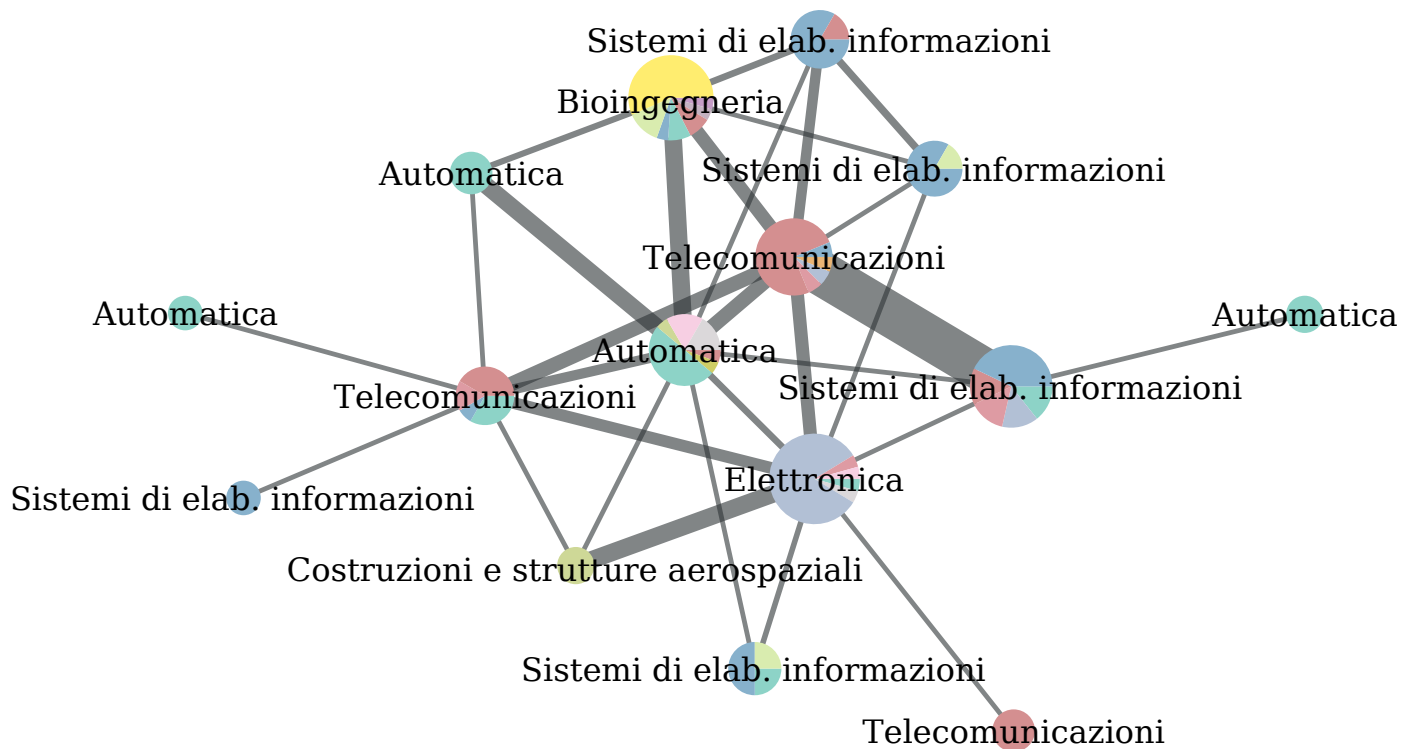 Sistemi di elab. informazioni
Bioingegneria
Sistemi di elab. informazioni
Automatica
Telecomunicazioni
Automatica
Automatica
Automatica
Sistemi di elab. informazioni
Telecomunicazioni
Elettronica
Sistemi di elab. informazioni
Costruzioni e strutture aerospaziali
Sistemi di elab. informazioni
Telecomunicazioni